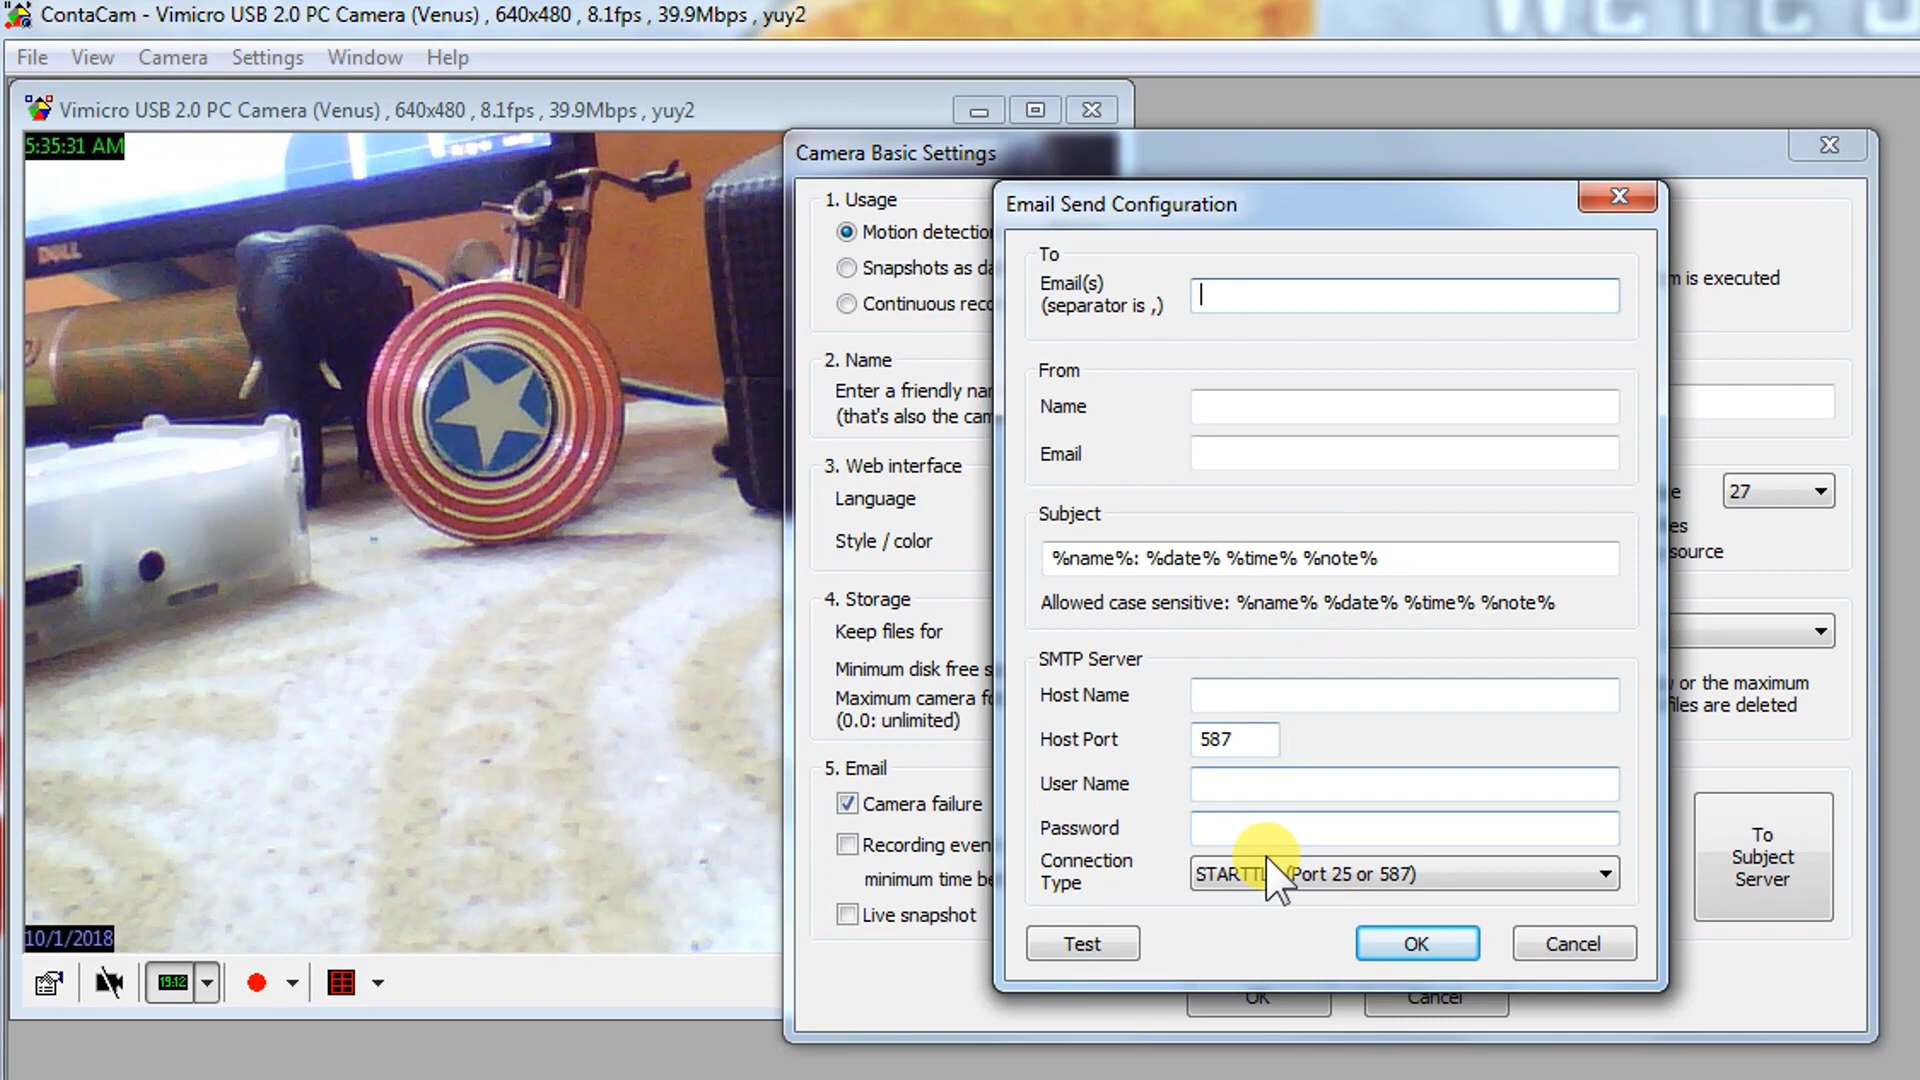 ContaCam - Vimicro USB 2.0 PC Camera (Venus) , 640x480 , 8.1fps , 39.9Mbps , yuy2
File View Camera Settings Window Help
Vimicro USB 2.0 PC Camera (Venus) , 640x480 , 8.1fps , 39.9Mbps , yuy2
5:35:31 AM
DELL
10/1/2018
19:12
Camera Basic Settings
1. Usage
Motion detectio
Snapshots as d
Continuous rec
is executed
2. Name
Enter a friendly na
(that's also the cam
3. Web interface
Language
27
Style / color
source
4. Storage
Keep files for
Minimum disk free s
Maximum camera fo
(0.0: unlimited)
or the maximum
files are deleted
5. Email
Camera failure
Recording even
minimum time be
Live snapshot
To
Subject
Server
OK Cancel
Email Send Configuration
To
Email(s)
(separator is ,)
From
Name
Email
Subject
%name%: %date% %time% %note%
Allowed case sensitive: %name% %date% %time% %note%
SMTP Server
Host Name
Host Port 587
User Name
Password
Connection
Type
(Port 25 or 587)
Test OK Cancel